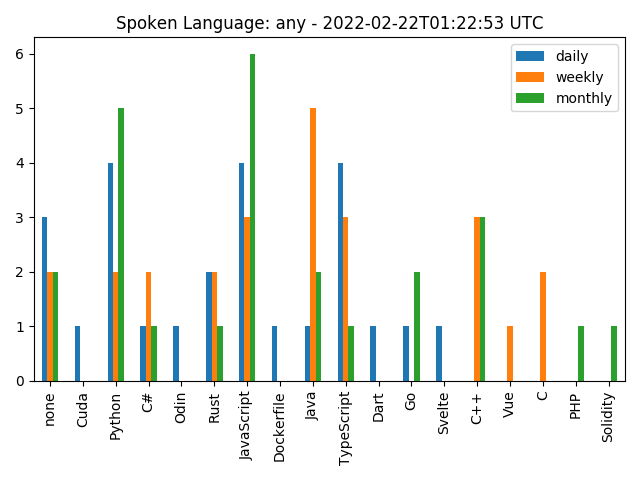 Spoken Language: any - 2022-02-22T01:22:53 UTC
daily
weekly
monthly
6
5
4
3
2
1
0
none
Cuda
Python
C#
Odin
Rust
JavaScript
Dockerfile
Java
TypeScript
Dart
Go
Svelte
C++
Vue
C
PHP
Solidity